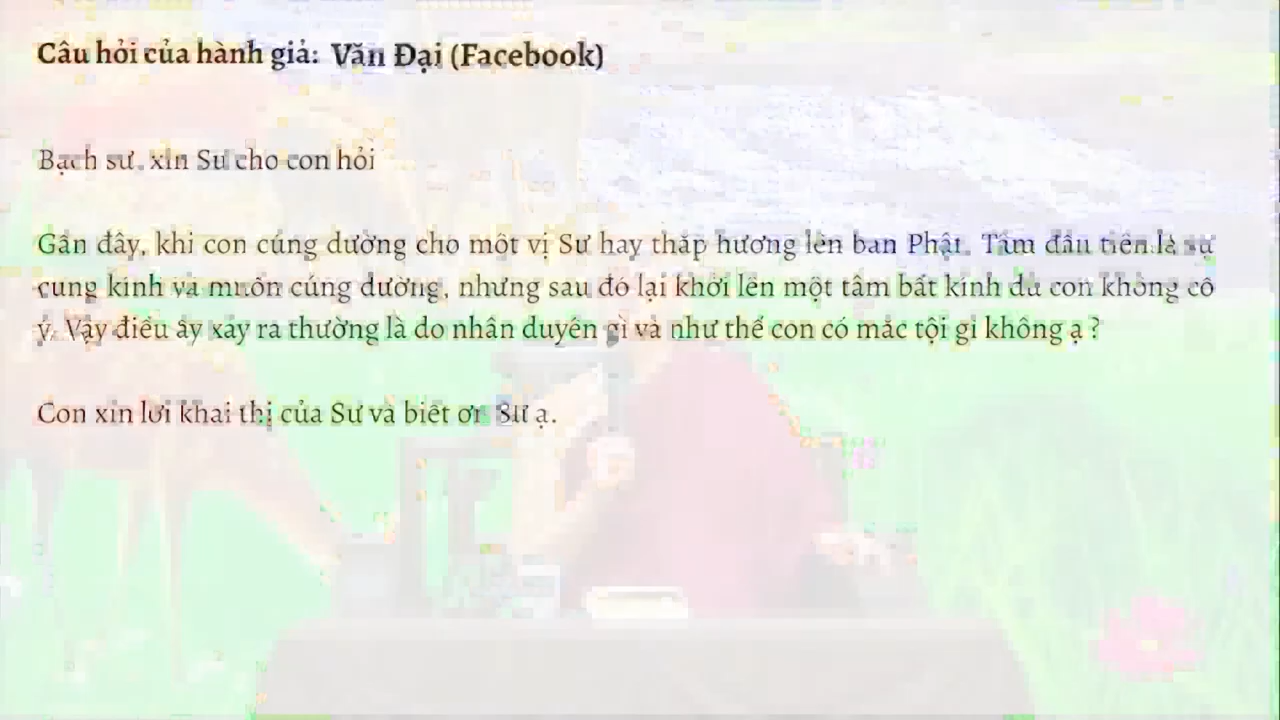 Câu hỏi của hành giả: Văn Đại (Facebook)
Bạch sư, xin Sư cho con hỏi
Gần đây, khi con cúng dường cho một vị Sư hay thắp hương lên ban Phật. Tâm đầu tiên là sự
cung kính và muốn cúng dường, nhưng sau đó lại khởi lên một tâm bất kính dù con không cố
ý. Vậy điều ấy xảy ra thường là do nhân duyên gì và như thế con có mắc tội gì không ạ ?
Con xin lời khai thị của Sư và biết ơn Sư ạ.